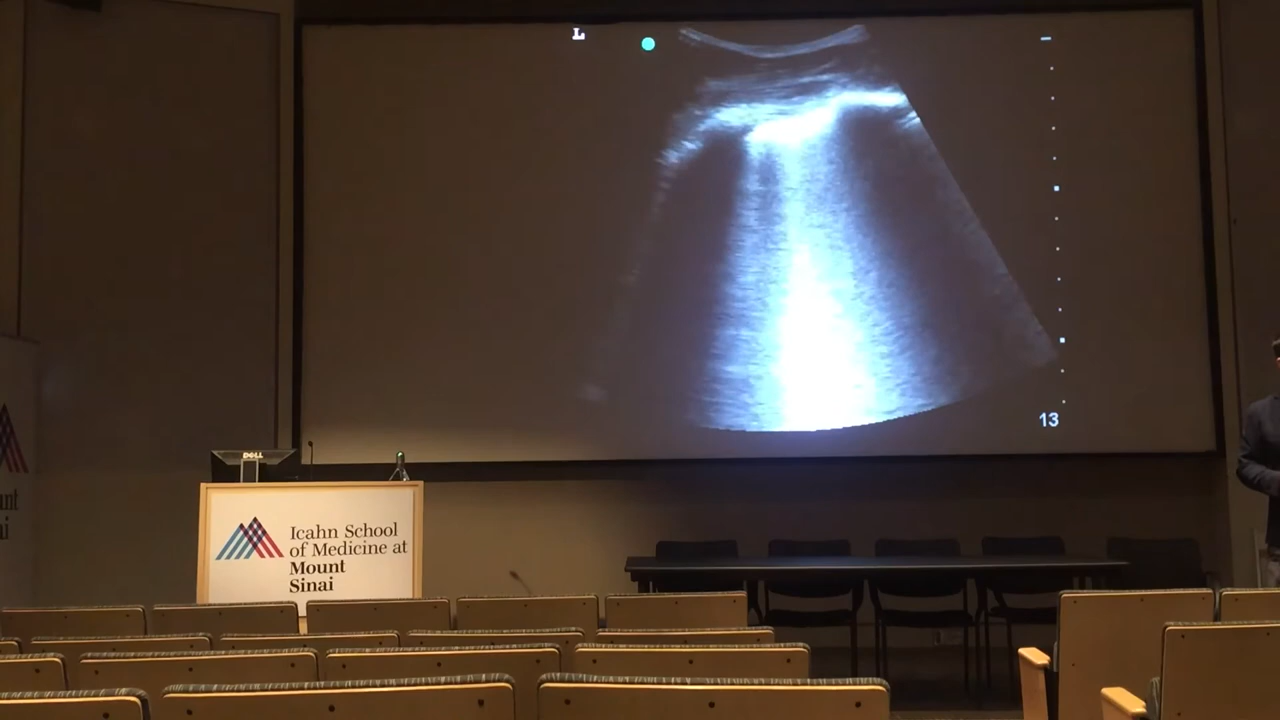 L
13
DELL
Icahn School
of Medicine at
Mount
Sinai